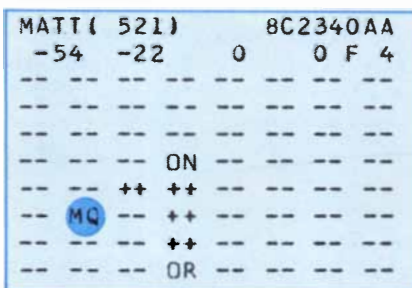 MATT( 521) 8C2340AA
-54 -22 0 0 F 4
-- -- -- -- -- -- -- --
-- -- -- -- -- -- -- --
-- -- -- -- -- -- -- --
-- -- -- ON -- -- -- --
-- -- ++ ++ -- -- -- --
-- MQ -- ++ -- -- -- --
-- -- -- ++ -- -- -- --
-- -- -- OR -- -- -- --